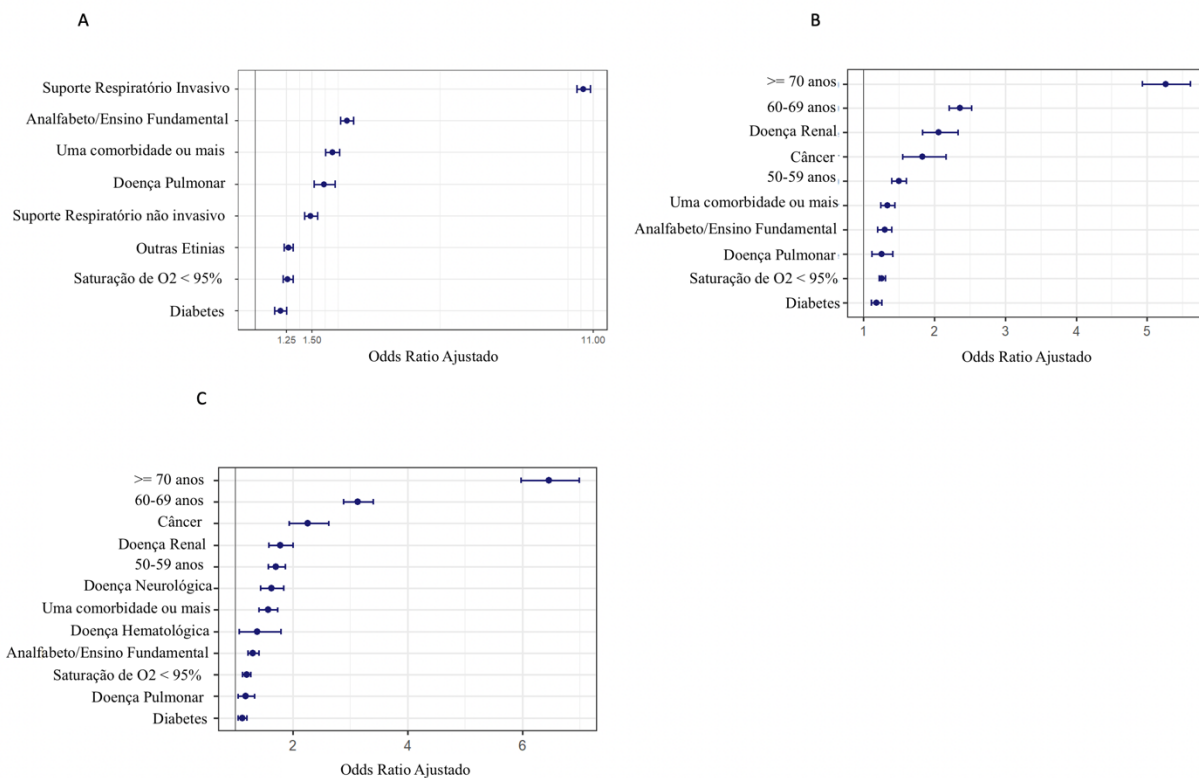 A
Suporte Respiratório Invasivo
Analfabeto/Ensino Fundamental
Uma comorbidade ou mais
Doença Pulmonar
Suporte Respiratório não invasivo
Outras Etinias
Saturação de O2 < 95%
Diabetes
1.25 1.50 11.00
Odds Ratio Ajustado
B
>= 70 anos
60-69 anos
Doença Renal
Câncer
50-59 anos
Uma comorbidade ou mais
Analfabeto/Ensino Fundamental
Doença Pulmonar
Saturação de O2 < 95%
Diabetes
1 2 3 4 5
Odds Ratio Ajustado
C
>= 70 anos
60-69 anos
Câncer
Doença Renal
50-59 anos
Doença Neurológica
Uma comorbidade ou mais
Doença Hematológica
Analfabeto/Ensino Fundamental
Saturação de O2 < 95%
Doença Pulmonar
Diabetes
2 4 6
Odds Ratio Ajustado